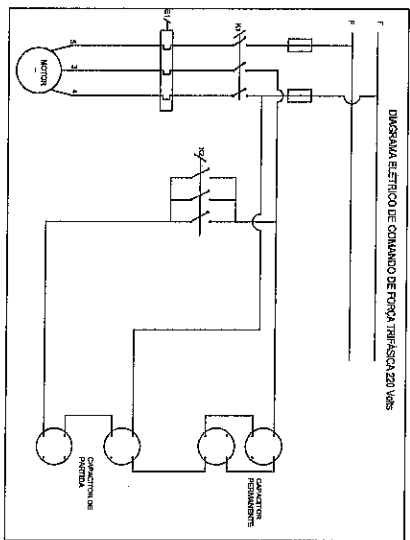 DIAGRAMA ELÉTRICO DE COMANDO DE FORÇA TRIFÁSICA 220 Volts
F
F
K1
E1
5
3
4
MOTOR
~
K2
CAPACITOR
PERMANENTE
CAPACITOR DE
PARTIDA